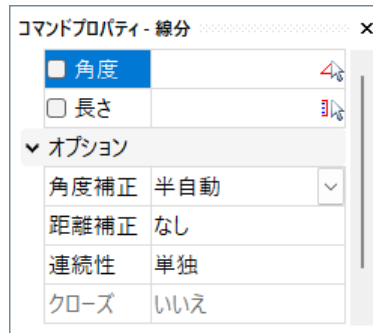 コマンドプロパティ - 線分
角度
長さ
オプション
角度補正 半自動
距離補正 なし
連続性 単独
クローズ いいえ